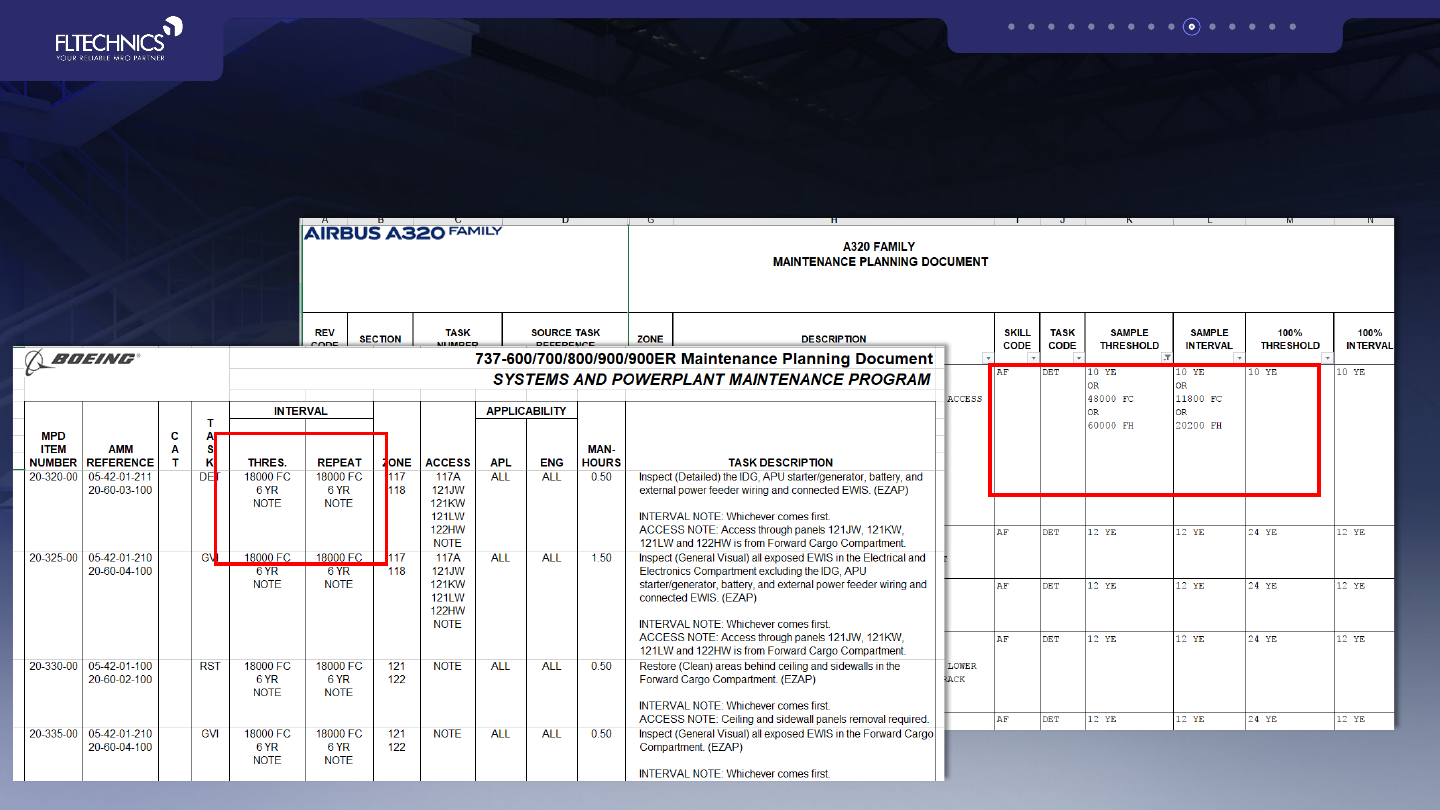 FLTECHNICS
YOUR RELIABLE MRO PARTNER
A B C D G H I J K L M N
AIRBUS A320 FAMILY
A320 FAMILY
MAINTENANCE PLANNING DOCUMENT
REV SECTION TASK SOURCE TASK ZONE DESCRIPTION SKILL CODE TASK CODE SAMPLE THRESHOLD SAMPLE INTERVAL 100% THRESHOLD 100% INTERVAL
CODE NUMBER REFERENCE
AF DET 10 YE 10 YE 10 YE 10 YE
OR OR
ACCESS 48000 FC 11800 FC
OR OR
60000 FH 20200 FH
AF DET 12 YE 12 YE 24 YE 12 YE
AF DET 12 YE 12 YE 24 YE 12 YE
AF DET 12 YE 12 YE 24 YE 12 YE
LOWER
AF DET 12 YE 12 YE 24 YE 12 YE
BOEING
737-600/700/800/900/900ER Maintenance Planning Document
SYSTEMS AND POWERPLANT MAINTENANCE PROGRAM
INTERVAL APPLICABILITY
MPD ITEM NUMBER AMM REFERENCE CAT TASK THRES. REPEAT ZONE ACCESS APL ENG MAN-HOURS TASK DESCRIPTION
20-320-00 05-42-01-211 DET 18000 FC 18000 FC 117 117A ALL ALL 0.50 Inspect (Detailed) the IDG, APU starter/generator, battery, and
20-60-03-100 6 YR 6 YR 118 121JW external power feeder wiring and connected EWIS. (EZAP)
NOTE NOTE 121KW
121LW INTERVAL NOTE: Whichever comes first.
122HW ACCESS NOTE: Access through panels 121JW, 121KW,
NOTE 121LW and 122HW is from Forward Cargo Compartment.
20-325-00 05-42-01-210 GVI 18000 FC 18000 FC 117 117A ALL ALL 1.50 Inspect (General Visual) all exposed EWIS in the Electrical and
20-60-04-100 6 YR 6 YR 118 121JW Electronics Compartment excluding the IDG, APU
NOTE NOTE 121KW starter/generator, battery, and external power feeder wiring and
121LW connected EWIS. (EZAP)
122HW
NOTE INTERVAL NOTE: Whichever comes first.
ACCESS NOTE: Access through panels 121JW, 121KW,
121LW and 122HW is from Forward Cargo Compartment.
20-330-00 05-42-01-100 RST 18000 FC 18000 FC 121 NOTE ALL ALL 0.50 Restore (Clean) areas behind ceiling and sidewalls in the
20-60-02-100 6 YR 6 YR 122 Forward Cargo Compartment. (EZAP)
NOTE NOTE
INTERVAL NOTE: Whichever comes first.
ACCESS NOTE: Ceiling and sidewall panels removal required.
20-335-00 05-42-01-210 GVI 18000 FC 18000 FC 121 NOTE ALL ALL 0.50 Inspect (General Visual) all exposed EWIS in the Forward Cargo
20-60-04-100 6 YR 6 YR 122 Compartment. (EZAP)
NOTE NOTE
INTERVAL NOTE: Whichever comes first.